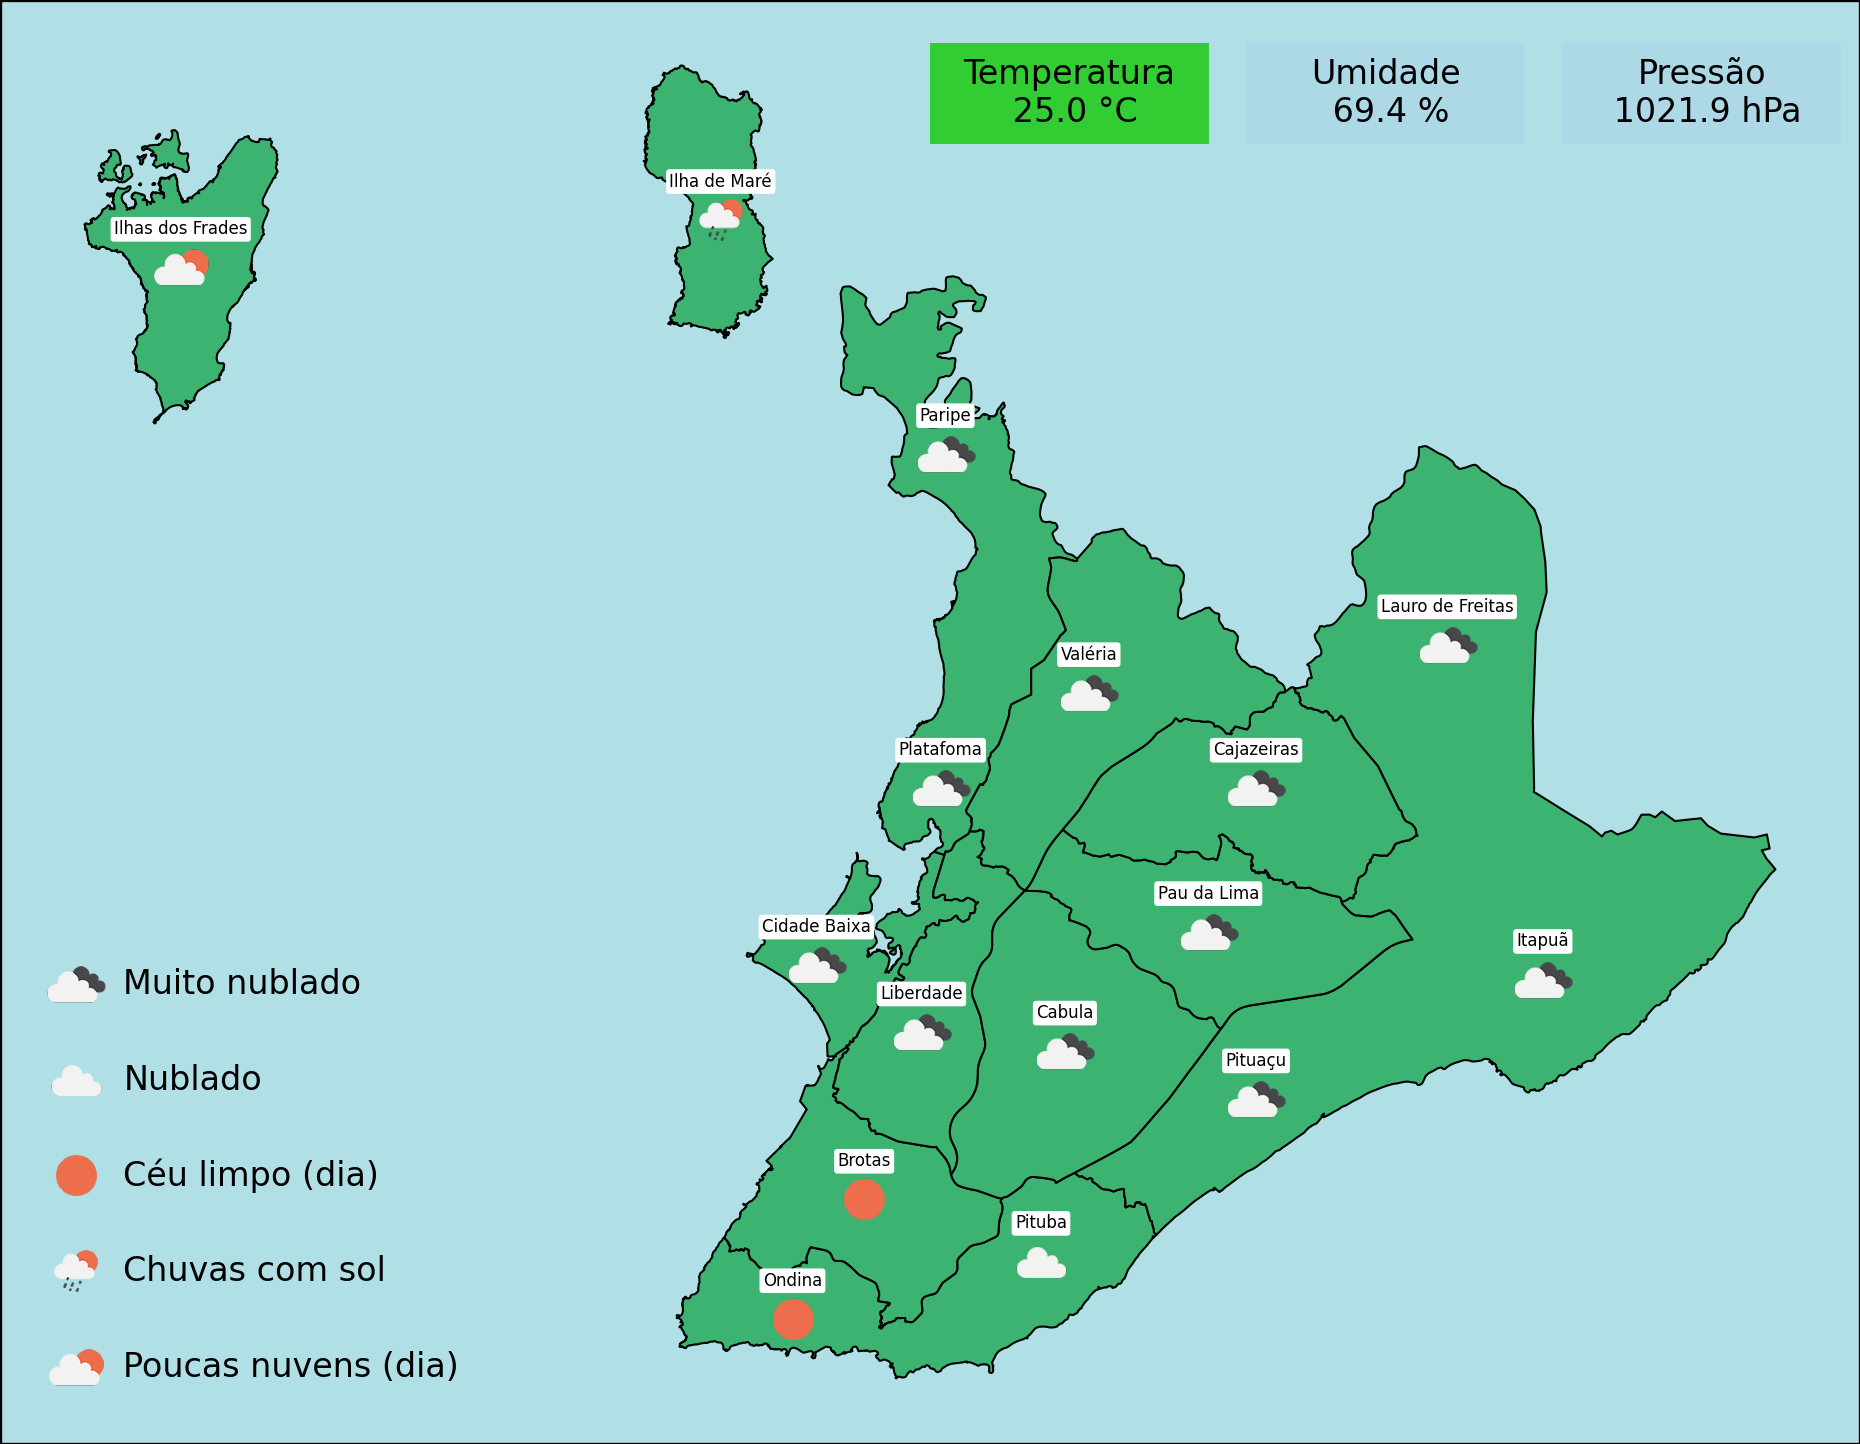 Temperatura
25.0 °C
Umidade
69.4 %
Pressão
1021.9 hPa
Ilha de Maré
Ilhas dos Frades
Paripe
Lauro de Freitas
Valéria
Platafoma
Cajazeiras
Pau da Lima
Cidade Baixa
Itapuã
Liberdade
Cabula
Pituaçu
Brotas
Pituba
Ondina
Muito nublado
Nublado
Céu limpo (dia)
Chuvas com sol
Poucas nuvens (dia)